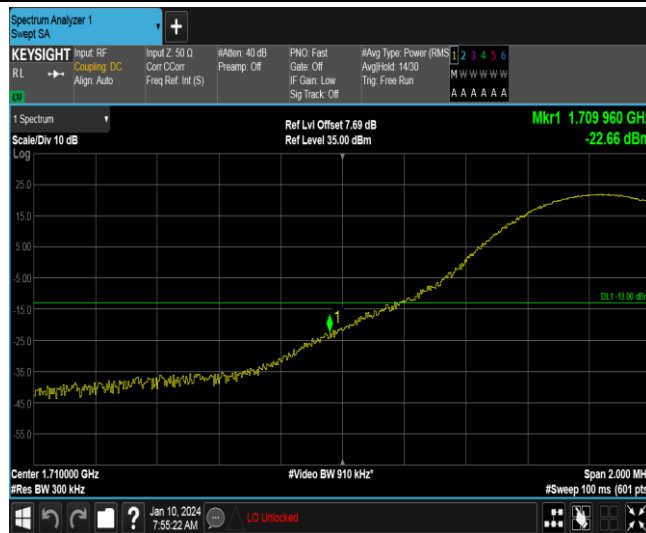 Spectrum Analyzer 1
Swept SA
KEYSIGHT
RL
Input: RF
Coupling: DC
Align: Auto
Input Z: 50 Ω
Corr CCorr
Freq Ref: Int (S)
#Atten: 40 dB
Preamp: Off
PNO: Fast
Gate: Off
IF Gain: Low
Sig Track: Off
#Avg Type: Power (RMS
Avg|Hold: 14/30
Trig: Free Run
1 2 3 4 5 6
M W W W W W
A A A A A A
1 Spectrum
Scale/Div 10 dB
Log
Ref Lvl Offset 7.69 dB
Ref Level 35.00 dBm
Mkr1 1.709 960 GHz
-22.66 dBm
25.0
15.0
5.00
-5.00
DL1 -13.00 dBm
-15.0
1
-25.0
-35.0
-45.0
-55.0
Center 1.710000 GHz
#Res BW 300 kHz
#Video BW 910 kHz*
Span 2.000 MH
#Sweep 100 ms (601 pts
?
Jan 10, 2024
7:55:22 AM
LO Unlocked